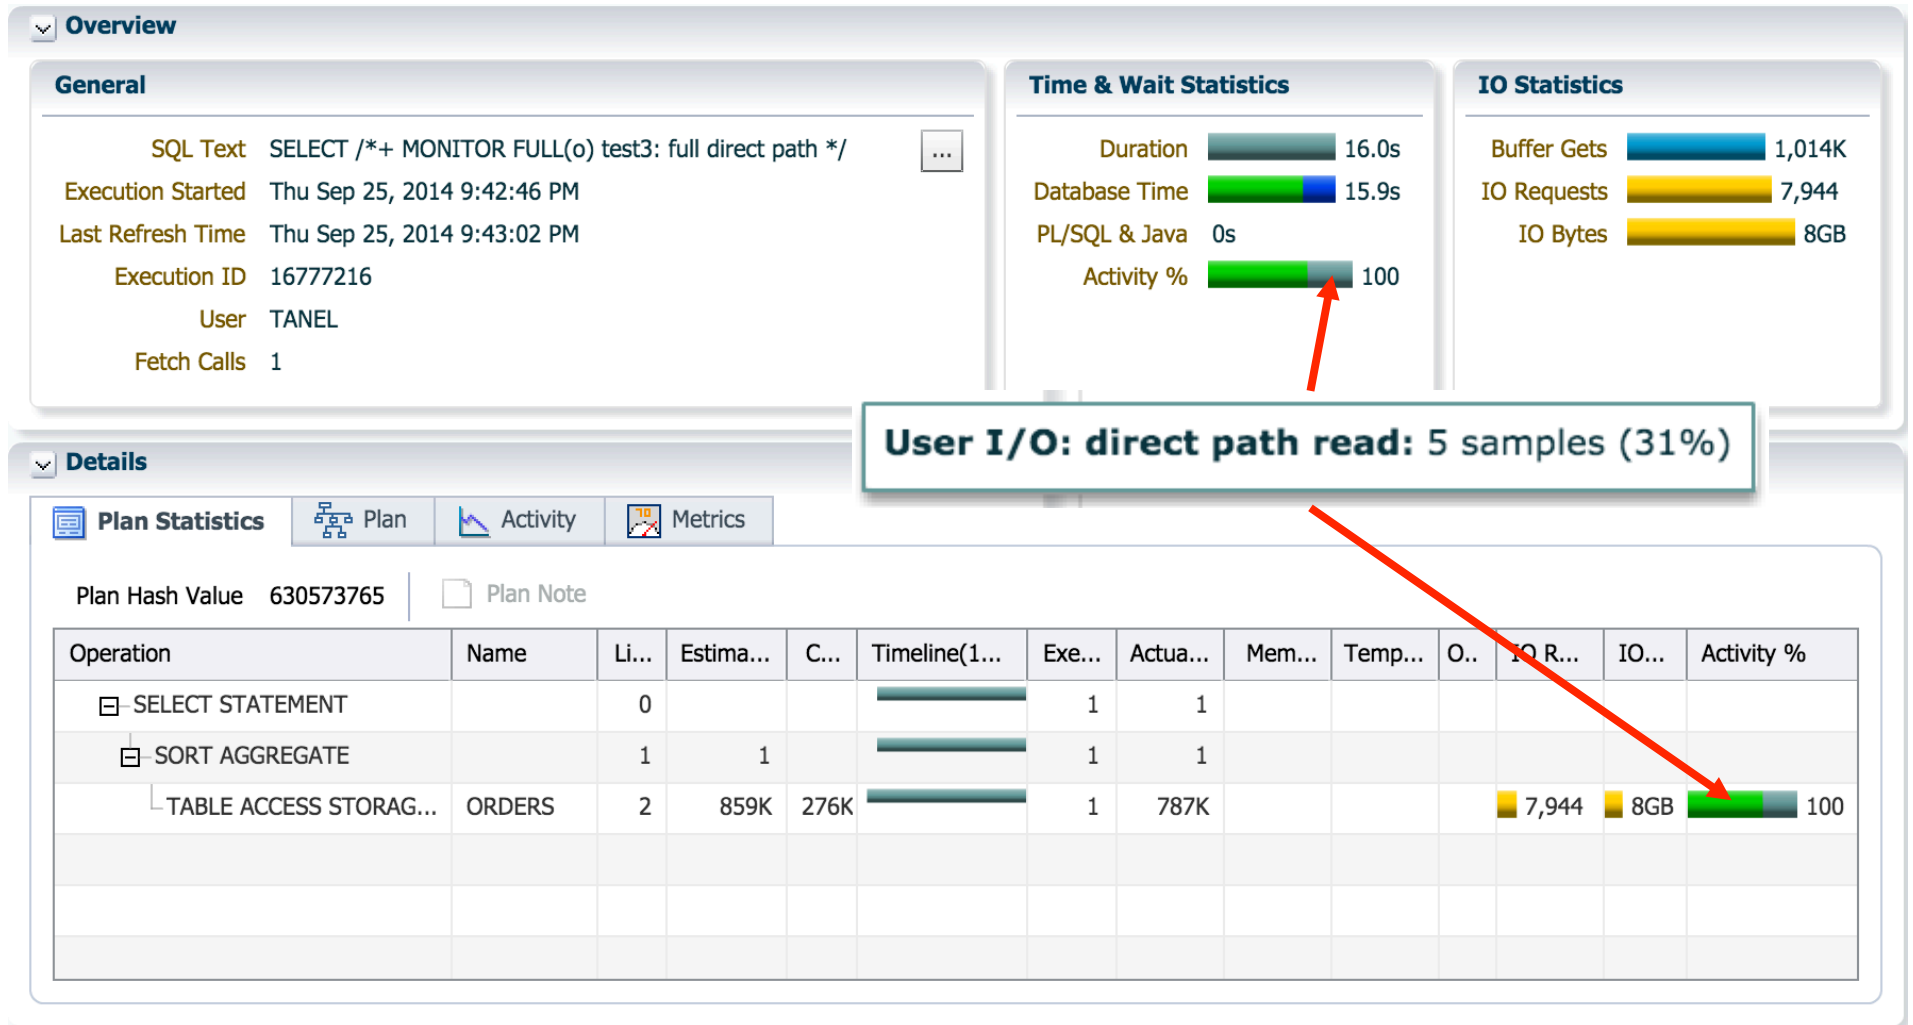 Overview
General
SQL Text SELECT /*+ MONITOR FULL(o) test3: full direct path */ ...
Execution Started Thu Sep 25, 2014 9:42:46 PM
Last Refresh Time Thu Sep 25, 2014 9:43:02 PM
Execution ID 16777216
User TANEL
Fetch Calls 1
Time & Wait Statistics
Duration 16.0s
Database Time 15.9s
PL/SQL & Java 0s
Activity % 100
IO Statistics
Buffer Gets 1,014K
IO Requests 7,944
IO Bytes 8GB
User I/O: direct path read: 5 samples (31%)
Details
Plan Statistics Plan Activity Metrics
Plan Hash Value 630573765 Plan Note
Operation Name Li... Estima... C... Timeline(1... Exe... Actua... Mem... Temp... O.. IO R... IO... Activity %
SELECT STATEMENT 0 1 1
SORT AGGREGATE 1 1 1 1
TABLE ACCESS STORAG... ORDERS 2 859K 276K 1 787K 7,944 8GB 100